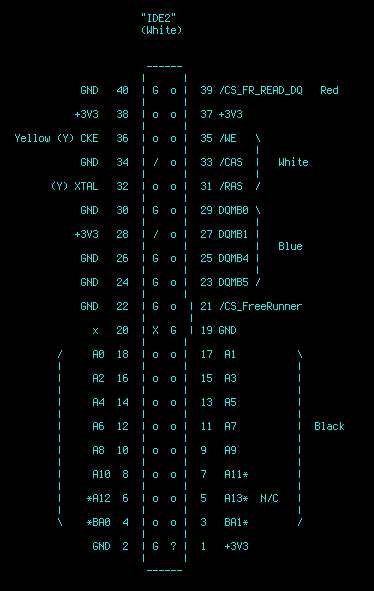 "IDE2"
(White)
------
GND 40 | G o | 39 /CS_FR_READ_DQ Red
+3V3 38 | o o | 37 +3V3
Yellow (Y) CKE 36 | o o | 35 /WE \
GND 34 | / o | 33 /CAS | White
(Y) XTAL 32 | o o | 31 /RAS /
GND 30 | G o | 29 DQMB0 \
+3V3 28 | / o | 27 DQMB1 |
Blue
GND 26 | G o | 25 DQMB4 |
GND 24 | G o | 23 DQMB5 /
GND 22 | G o | | 21 /CS_FreeRunner
x 20 | X G | | 19 GND
/ A0 18 | o o | 17 A1 \
| A2 16 | o o | 15 A3 |
| A4 14 | o o | 13 A5 |
| A6 12 | o o | 11 A7 | Black
| A8 10 | o o | 9 A9 |
| A10 8 | o o | 7 A11* |
| *A12 6 | o o | 5 A13* N/C |
\ *BA0 4 | o o | 3 BA1* /
GND 2 | G ? | 1 +3V3
------